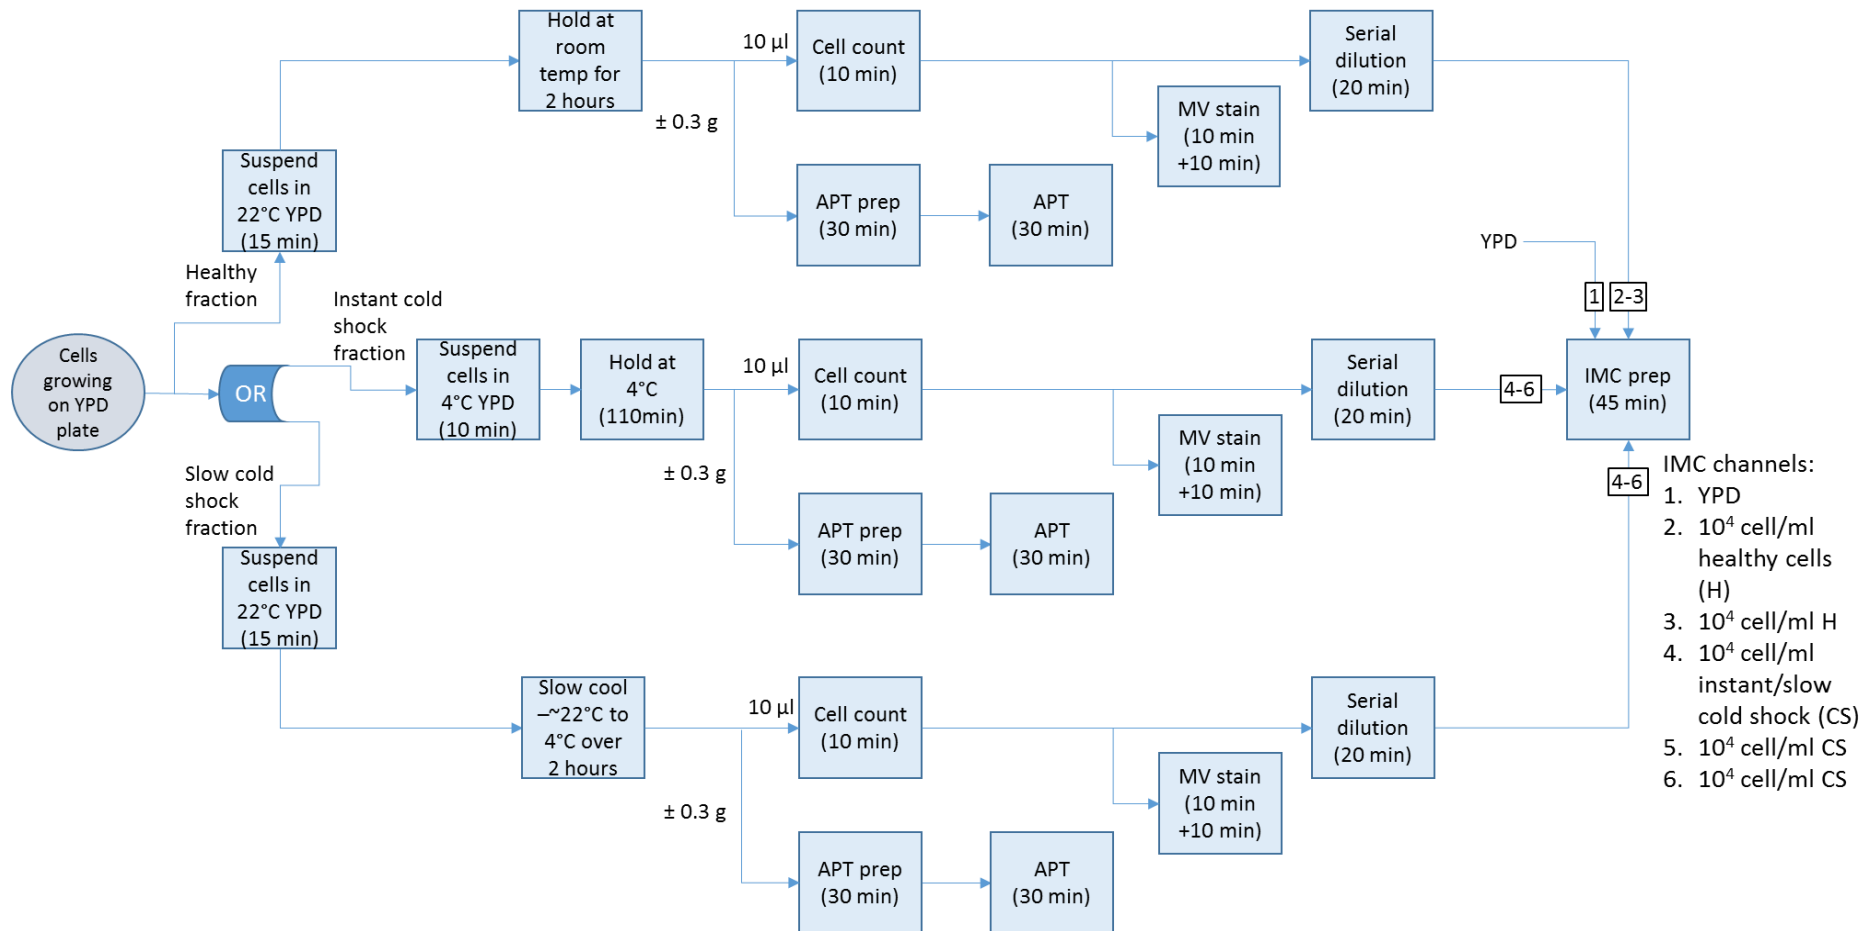 Cells
growing
on YPD
plate
Healthy
fraction
Suspend
cells in
22°C YPD
(15 min)
Hold at
room
temp for
2 hours
10 µl
± 0.3 g
Cell count
(10 min)
MV stain
(10 min
+10 min)
Serial
dilution
(20 min)
APT prep
(30 min)
APT
(30 min)
OR
Instant cold
shock
fraction
Suspend
cells in
4°C YPD
(10 min)
Hold at
4°C
(110min)
10 µl
± 0.3 g
Cell count
(10 min)
MV stain
(10 min
+10 min)
Serial
dilution
(20 min)
APT prep
(30 min)
APT
(30 min)
Slow cold
shock
fraction
Suspend
cells in
22°C YPD
(15 min)
Slow cool
–~22°C to
4°C over
2 hours
10 µl
± 0.3 g
Cell count
(10 min)
MV stain
(10 min
+10 min)
Serial
dilution
(20 min)
APT prep
(30 min)
APT
(30 min)
YPD
1
2-3
4-6
4-6
IMC prep
(45 min)
IMC channels:
1. YPD
2. 10⁴ cell/ml
healthy cells
(H)
3. 10⁴ cell/ml H
4. 10⁴ cell/ml
instant/slow
cold shock (CS)
5. 10⁴ cell/ml CS
6. 10⁴ cell/ml CS